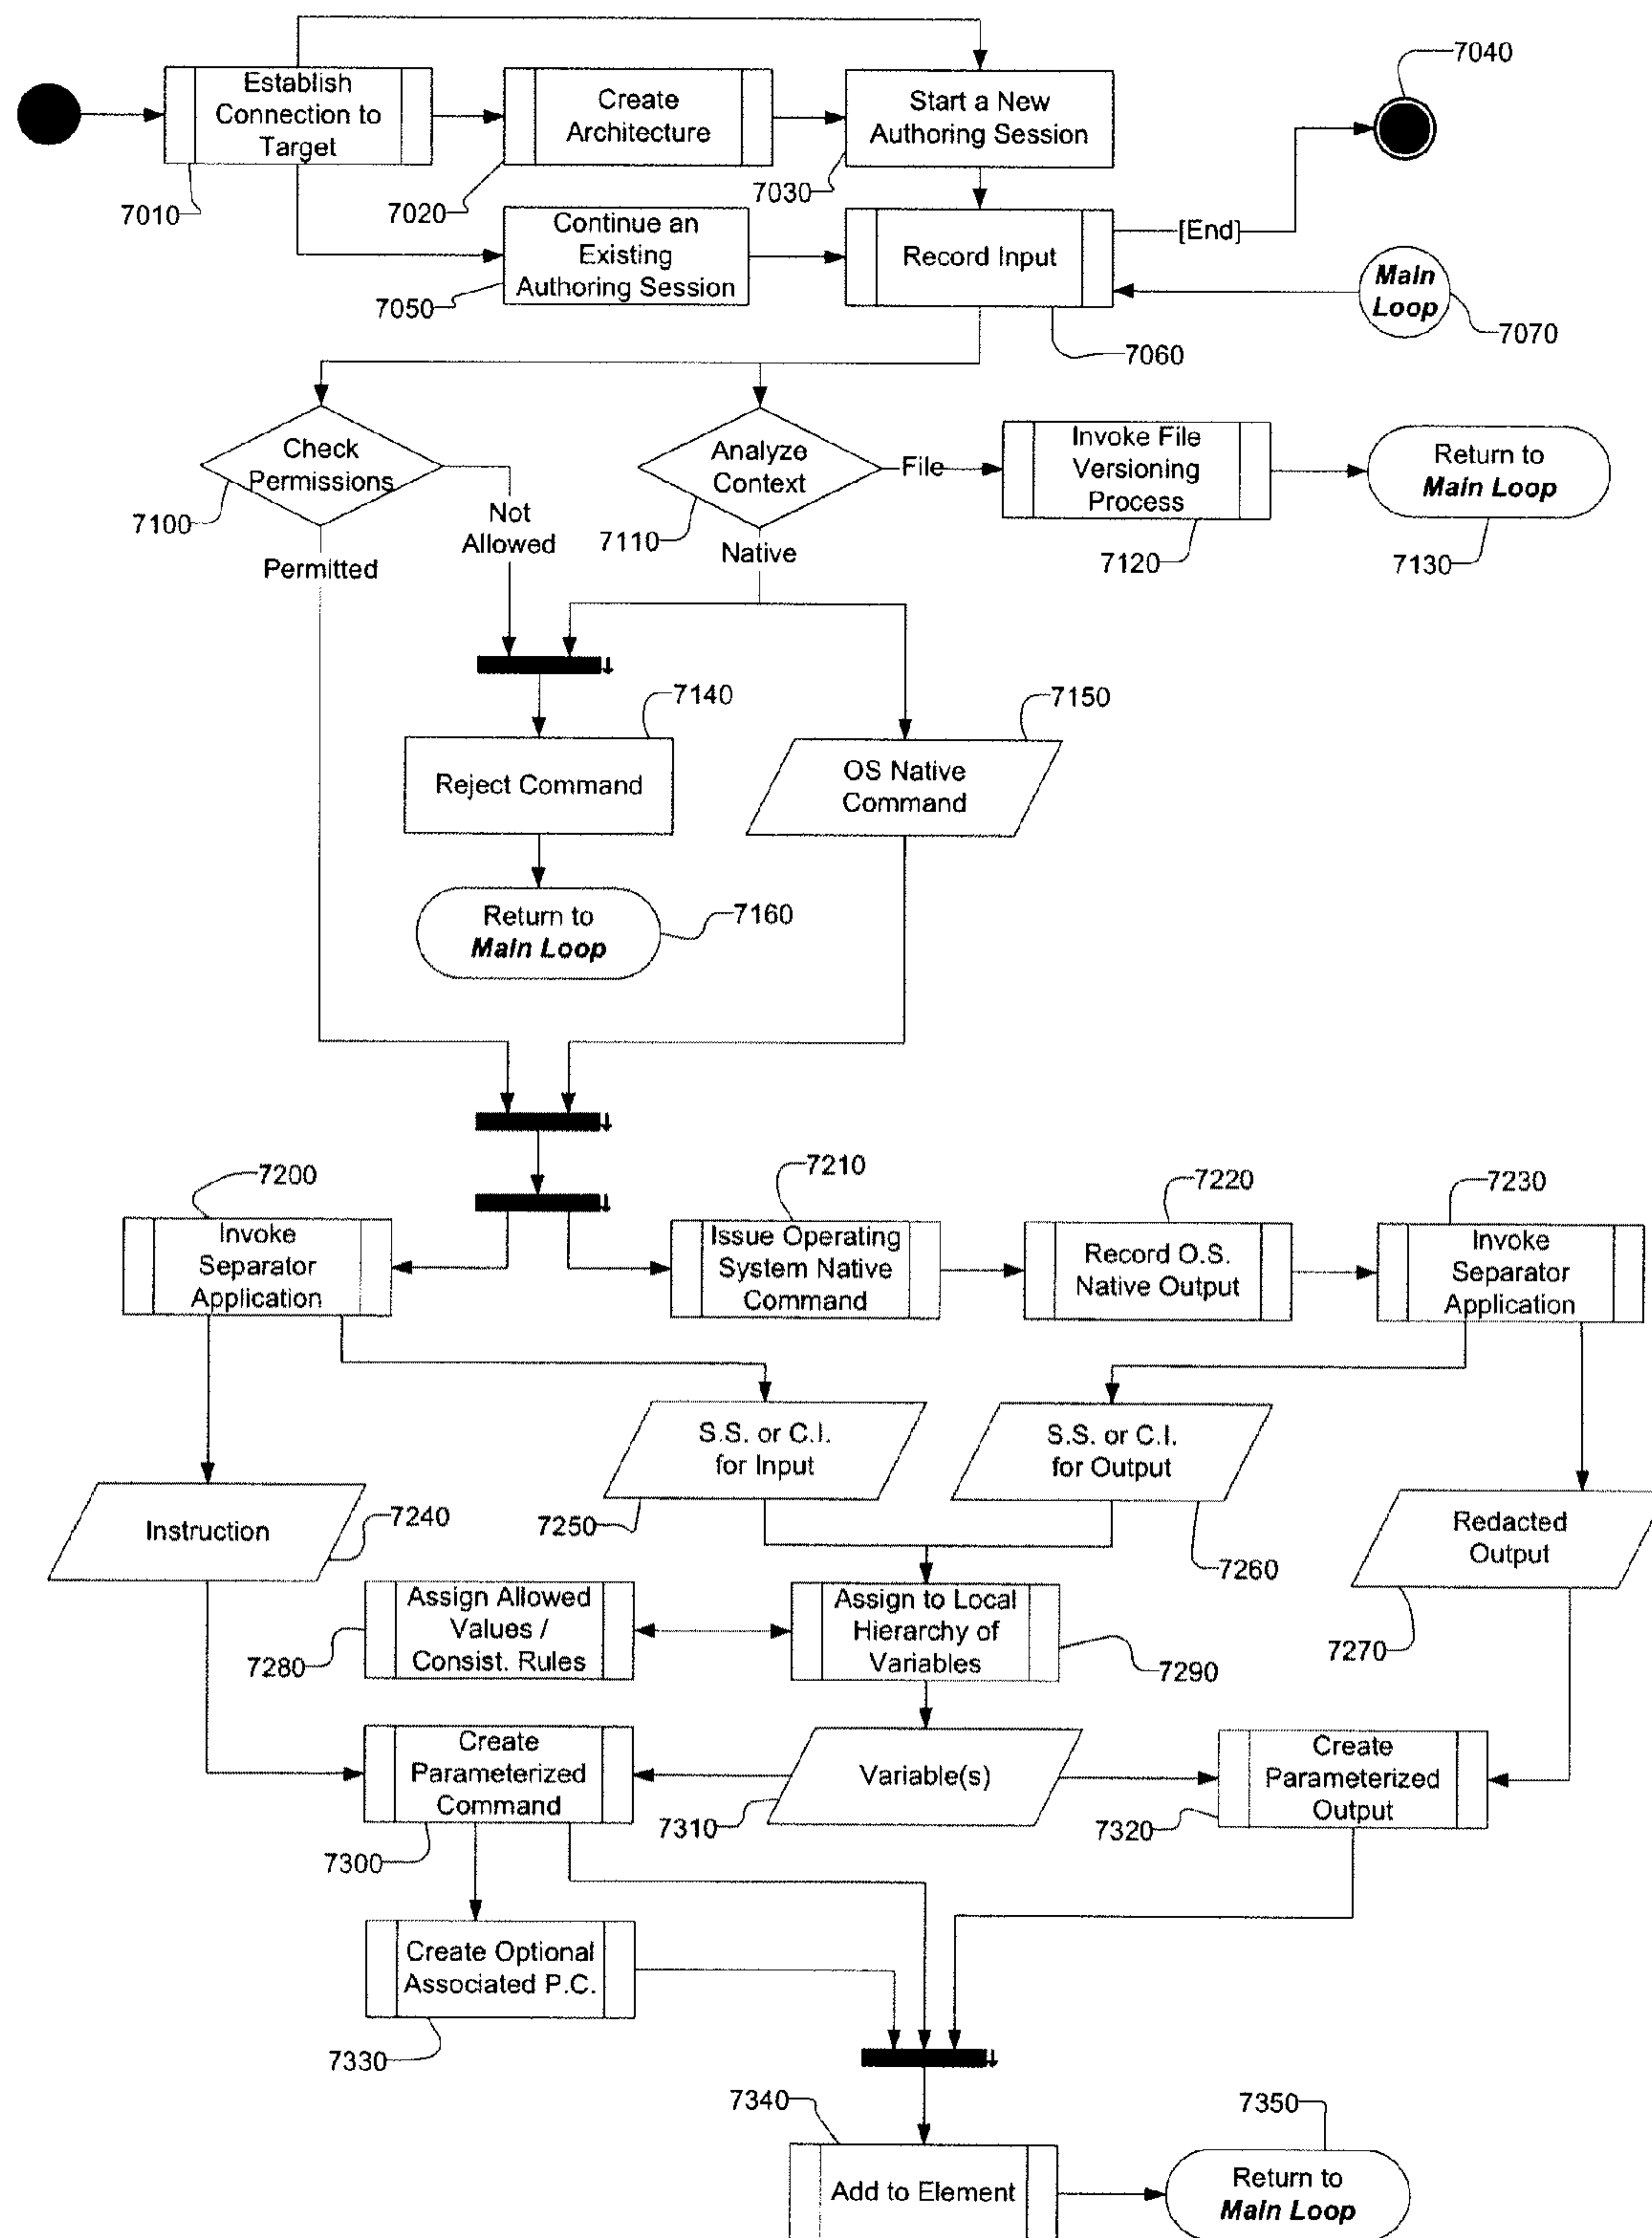 7040
Establish
Connection to
Target
Create
Architecture
Start a New
Authoring Session
7010
7020
7030
[End]
Continue an
Existing
Authoring Session
Record Input
Main
Loop
7050
7060
7070
Check
Permissions
Analyze
Context
File
Invoke File
Versioning
Process
Return to
Main Loop
7100
Not
Allowed
7110
Native
7120
7130
Permitted
7140
7150
Reject Command
OS Native
Command
Return to
Main Loop
7160
7200
7210
7220
7230
Invoke
Separator
Application
Issue Operating
System Native
Command
Record O.S.
Native Output
Invoke
Separator
Application
S.S. or C.I.
for Input
S.S. or C.I.
for Output
Instruction
7240
7250
7260
Redacted
Output
7270
Assign Allowed
Values /
Consist. Rules
7280
Assign to Local
Hierarchy of
Variables
7290
Create
Parameterized
Command
7300
Variable(s)
7310
Create
Parameterized
Output
7320
Create Optional
Associated P.C.
7330
7340
7350
Add to Element
Return to
Main Loop